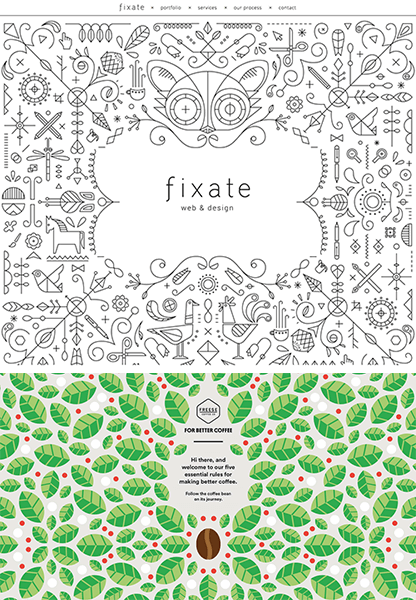 fixate × portfolio × services × our process × contact
fixate
web & design
FOR BETTER COFFEE
Hi there, and
welcome to our five
essential rules for
making better coffee.
Follow the coffee bean
on its journey.